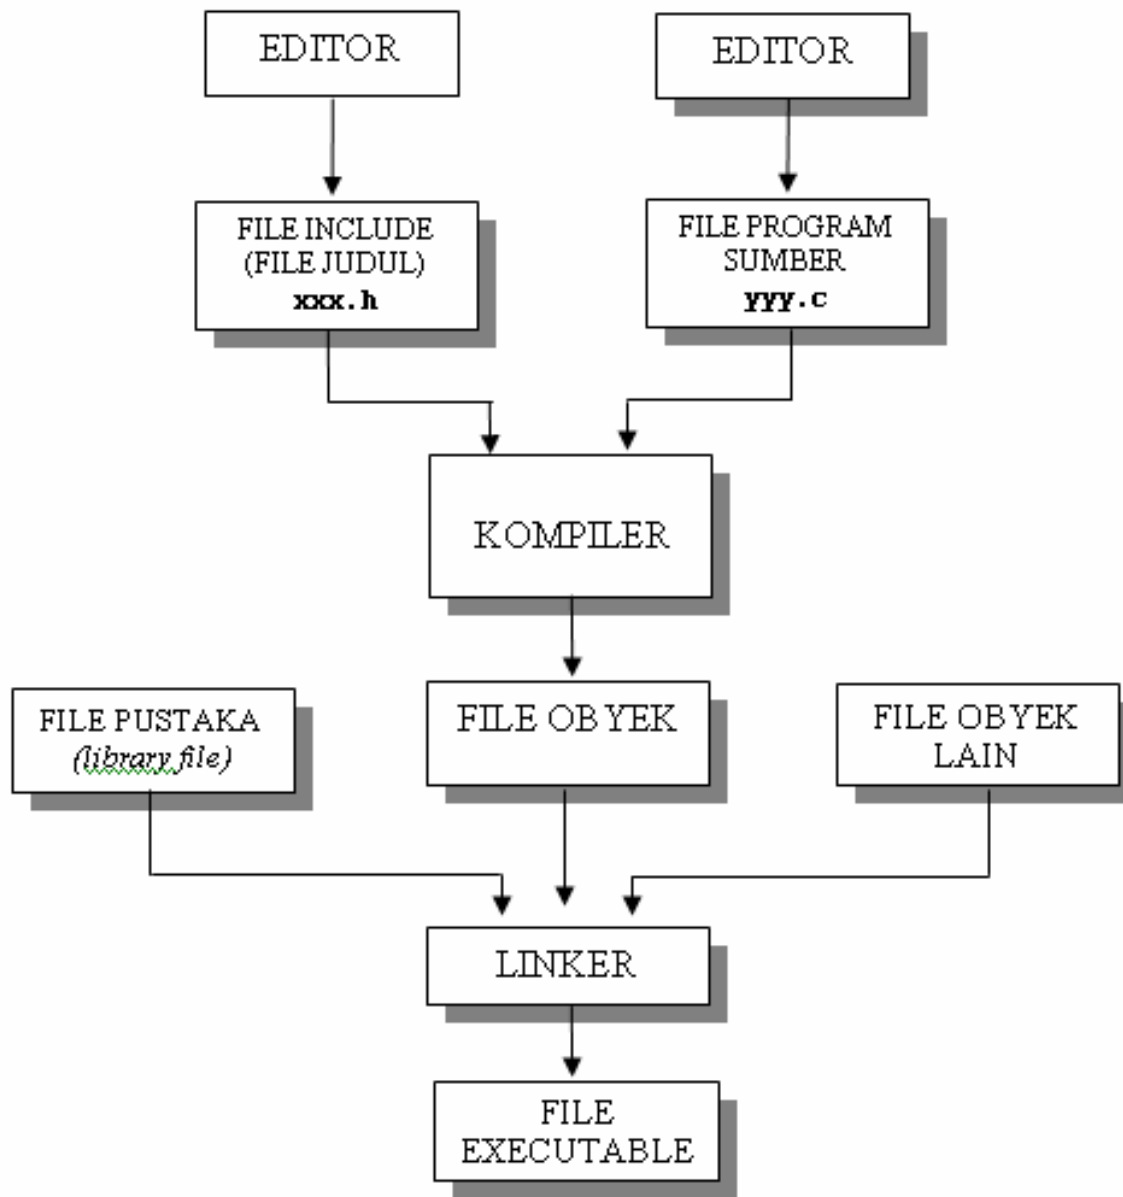 EDITOR
EDITOR
FILE INCLUDE
(FILE JUDUL)
xxx.h
FILE PROGRAM
SUMBER
yyy.c
KOMPILER
FILE PUSTAKA
(library file)
FILE OBYEK
FILE OBYEK
LAIN
LINKER
FILE
EXECUTABLE